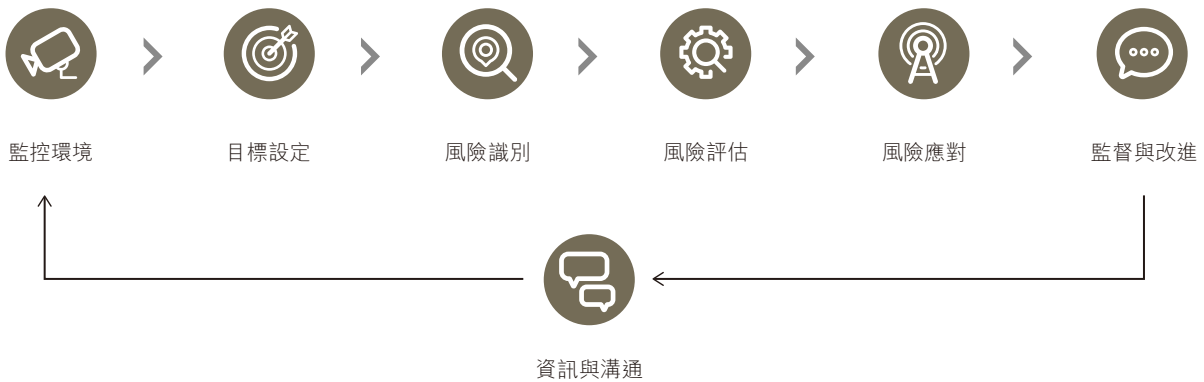 監控環境
目標設定
風險識別
風險評估
風險應對
監督與改進
資訊與溝通